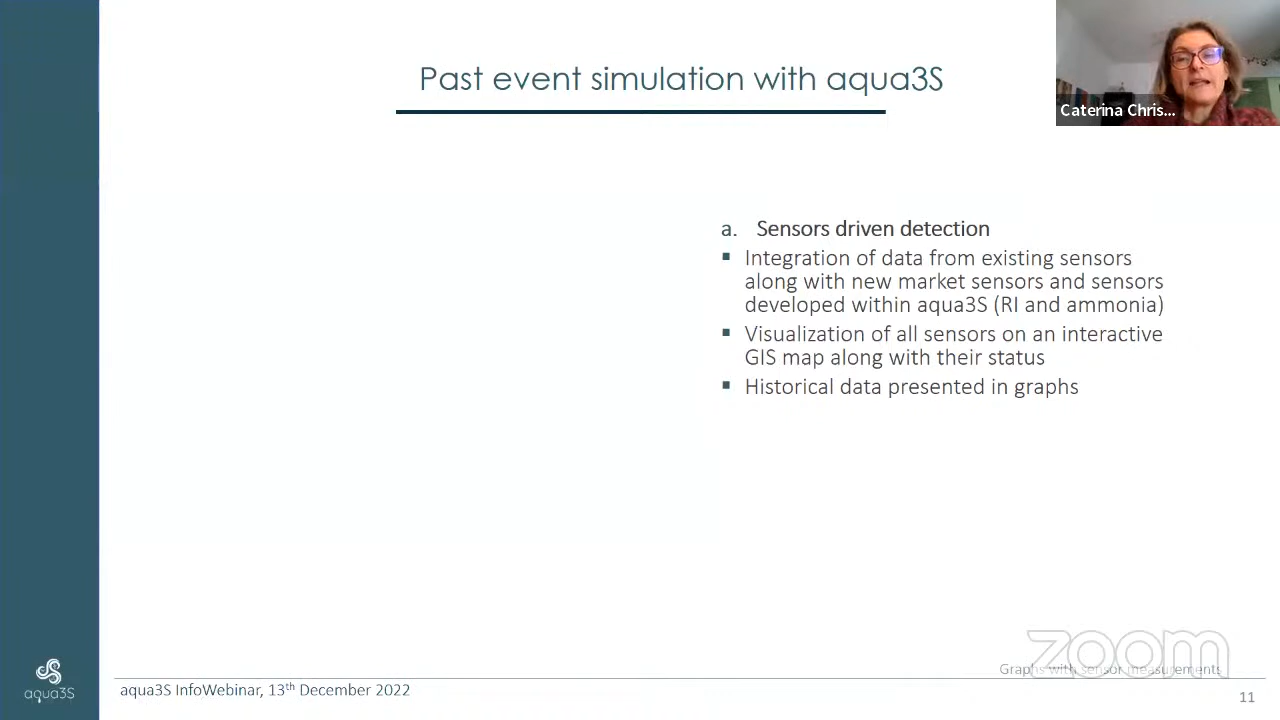 Past event simulation with aqua3S
Caterina Chris...
a. Sensors driven detection
▪ Integration of data from existing sensors
along with new market sensors and sensors
developed within aqua3S (RI and ammonia)
▪ Visualization of all sensors on an interactive
GIS map along with their status
▪ Historical data presented in graphs
zoom
Graphs with sensor measurements
aqua3S
aqua3S InfoWebinar, 13th December 2022
11